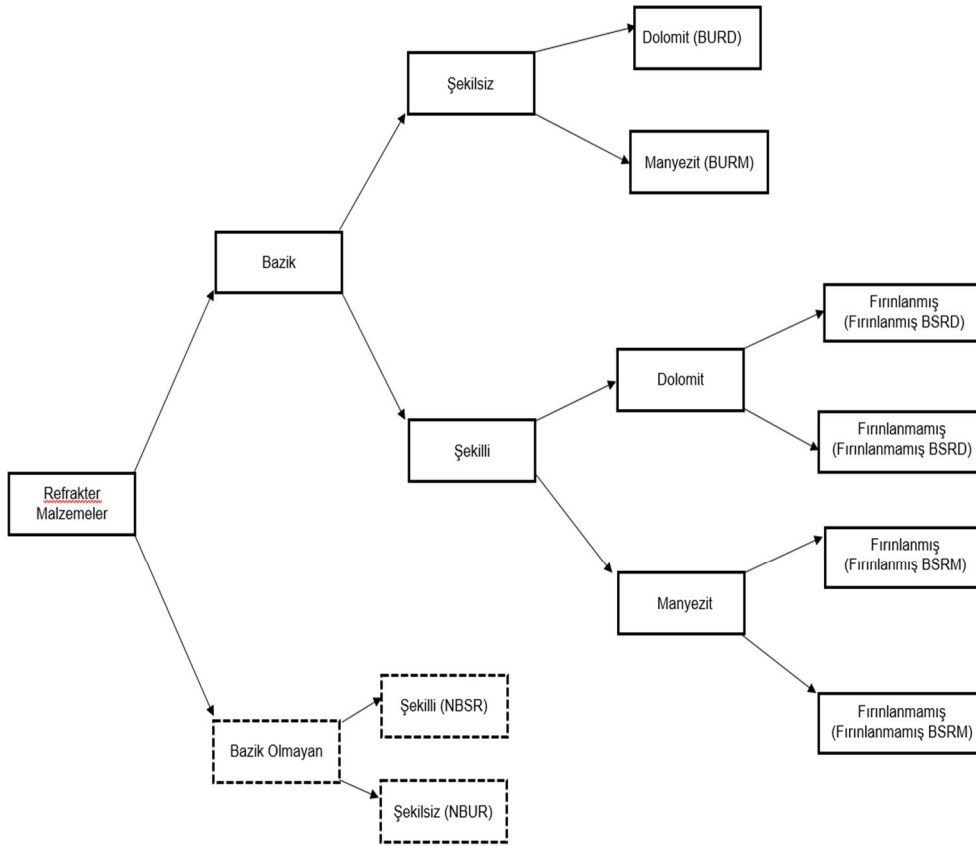 Dolomit (BURD)
Şekilsiz
Manyezit (BURM)
Bazik
Fırınlanmış
(Fırınlanmış BSRD)
Dolomit
Fırınlanmamış
(Fırınlanmamış BSRD)
Şekilli
Refrakter
Malzemeler
Fırınlanmış
(Fırınlanmış BSRM)
Manyezit
Şekilli (NBSR)
Fırınlanmamış
(Fırınlanmamış BSRM)
Bazik Olmayan
Şekilsiz (NBUR)